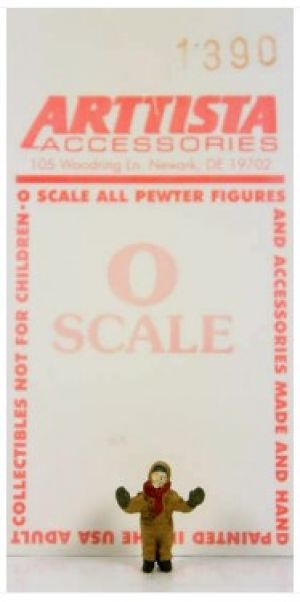 1390
ARTTISTA
ACCESSORIES
105 Woodring Ln. Newark, DE 19702
O SCALE ALL PEWTER FIGURES
AND ACCESSORIES MADE AND HAND
PAINTED IN THE USA ADULT
COLLECTIBLES NOT FOR CHILDREN •
O
SCALE